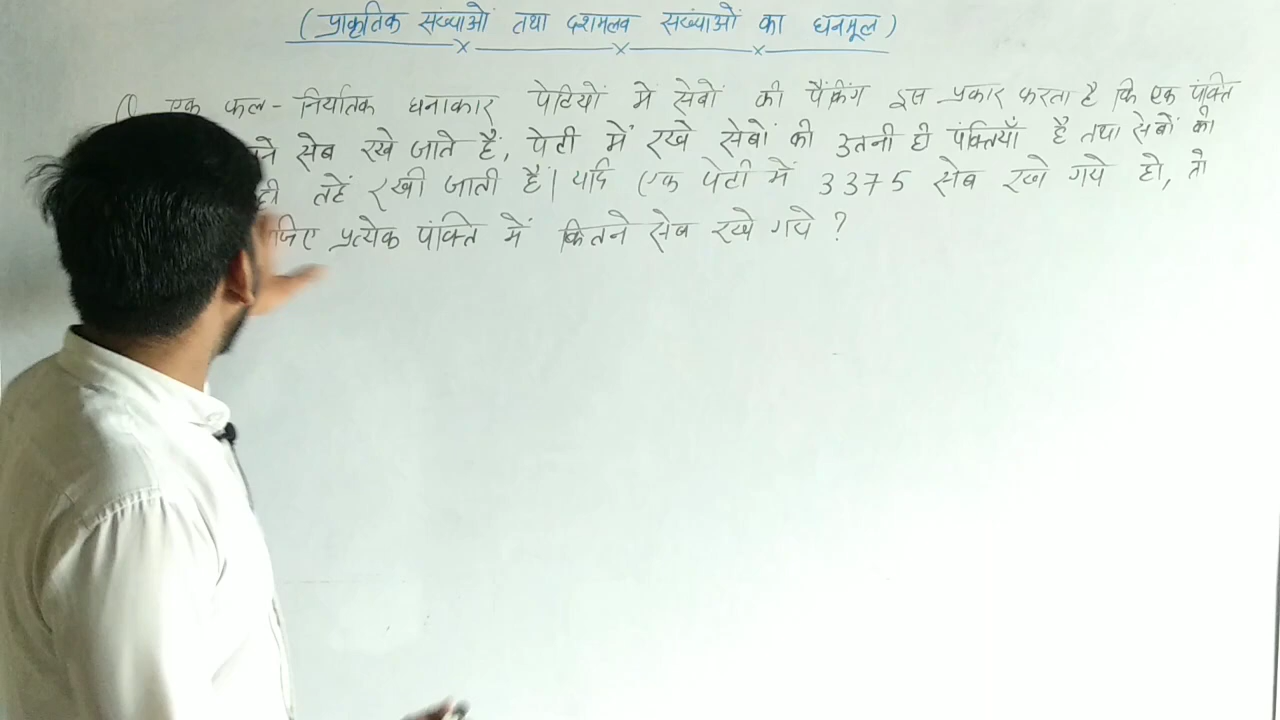 (प्राकृतिक संख्याओं तथा दशमलव संख्याओं का घनमूल)
एक फल - निर्यातक घनाकार पेटियों में सेबों की पैकिंग इस प्रकार करता है कि एक पंक्ति
सेब रखे जाते हैं, पेटी में रखे सेबों की उतनी ही पंक्तियाँ है तथा सेबों की
ही तहें रखी जाती हैं। यदि एक पेटी में 3375 सेब रखे गये हो, तो
प्रत्येक पंक्ति में कितने सेब रखे गये ?